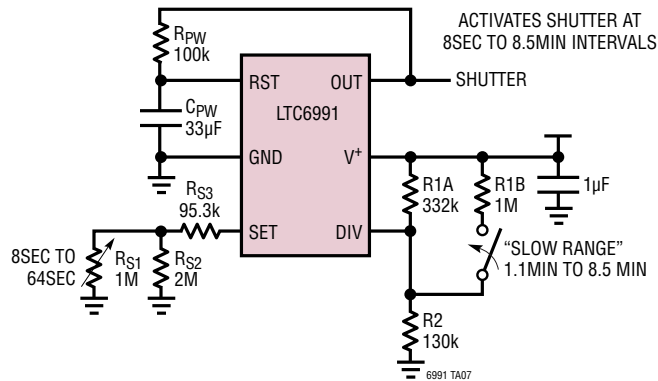 ACTIVATES SHUTTER AT
8SEC TO 8.5MIN INTERVALS
RPW
100k
RST
OUT
SHUTTER
LTC6991
CPW
33µF
GND
V+
R1A
332k
R1B
1M
1µF
RS3
95.3k
SET
DIV
8SEC TO
64SEC
RS1
1M
RS2
2M
"SLOW RANGE"
1.1MIN TO 8.5 MIN
R2
130k
6991 TA07